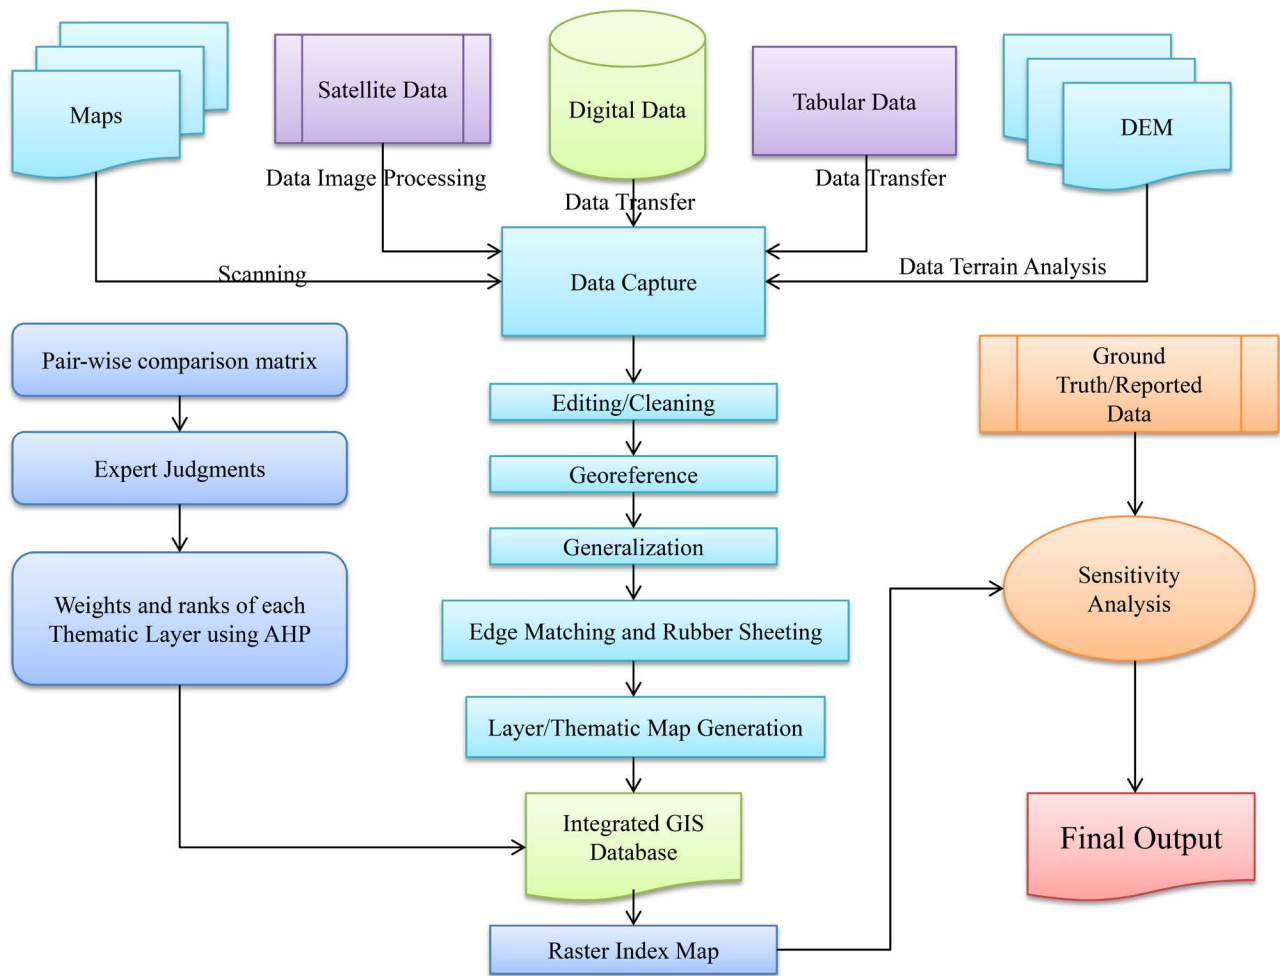 Maps
Satellite Data
Digital Data
Tabular Data
DEM
Data Image Processing
Data Transfer
Data Transfer
Scanning
Data Capture
Data Terrain Analysis
Pair-wise comparison matrix
Expert Judgments
Weights and ranks of each
Thematic Layer using AHP
Editing/Cleaning
Georeference
Generalization
Edge Matching and Rubber Sheeting
Layer/Thematic Map Generation
Integrated GIS
Database
Raster Index Map
Ground
Truth/Reported
Data
Sensitivity
Analysis
Final Output